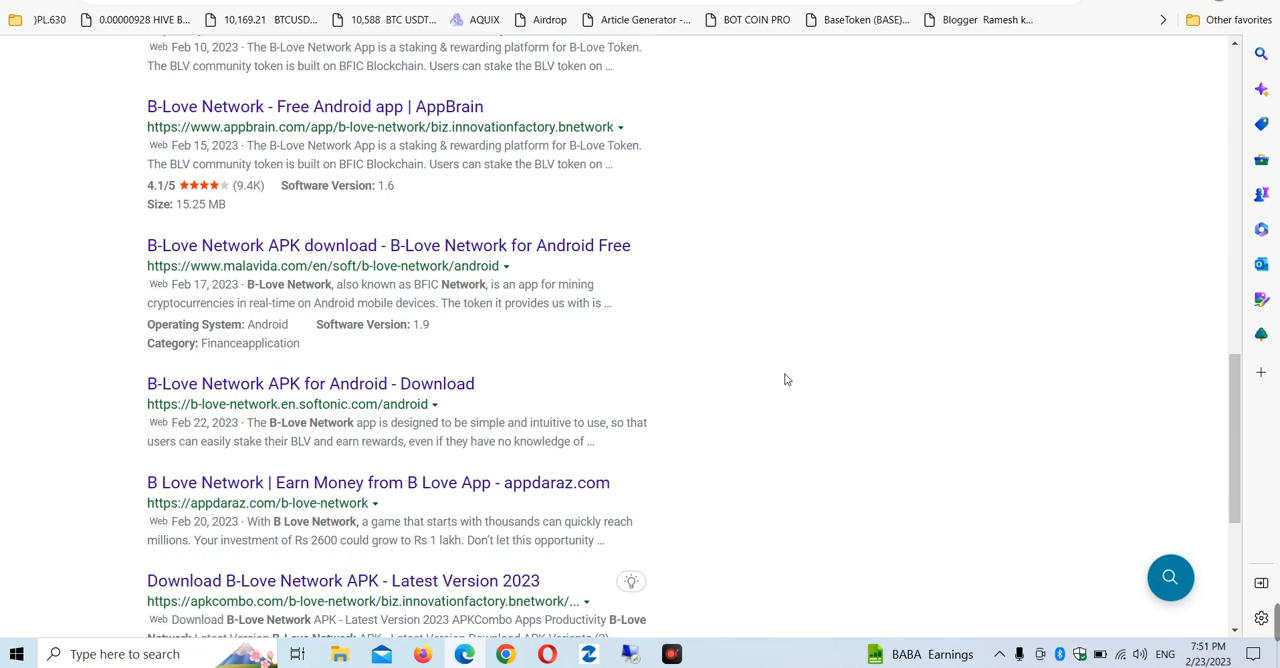 )PL.630 0.00000928 HIVE B... 10,169.21 BTCUSD... 10,588 BTC USDT... AQUIX Airdrop Article Generator -... BOT COIN PRO BaseToken (BASE)... Blogger Ramesh k... Other favorites
Web Feb 10, 2023 · The B-Love Network App is a staking & rewarding platform for B-Love Token.
The BLV community token is built on BFIC Blockchain. Users can stake the BLV token on ...
B-Love Network - Free Android app | AppBrain
https://www.appbrain.com/app/b-love-network/biz.innovationfactory.bnetwork
Web Feb 15, 2023 · The B-Love Network App is a staking & rewarding platform for B-Love Token.
The BLV community token is built on BFIC Blockchain. Users can stake the BLV token on ...
4.1/5 (9.4K) Software Version: 1.6
Size: 15.25 MB
B-Love Network APK download - B-Love Network for Android Free
https://www.malavida.com/en/soft/b-love-network/android
Web Feb 17, 2023 · B-Love Network, also known as BFIC Network, is an app for mining
cryptocurrencies in real-time on Android mobile devices. The token it provides us with is ...
Operating System: Android Software Version: 1.9
Category: Financeapplication
B-Love Network APK for Android - Download
https://b-love-network.en.softonic.com/android
Web Feb 22, 2023 · The B-Love Network app is designed to be simple and intuitive to use, so that
users can easily stake their BLV and earn rewards, even if they have no knowledge of ...
B Love Network | Earn Money from B Love App - appdaraz.com
https://appdaraz.com/b-love-network
Web Feb 20, 2023 · With B Love Network, a game that starts with thousands can quickly reach
millions. Your investment of Rs 2600 could grow to Rs 1 lakh. Don't let this opportunity ...
Download B-Love Network APK - Latest Version 2023
https://apkcombo.com/b-love-network/biz.innovationfactory.bnetwork/...
Web Download B-Love Network APK - Latest Version 2023 APKCombo Apps Productivity B-Love
Network Latest Version B-Love Network Latest Version Download APK Variants (2)
Type here to search BABA Earnings ENG 7:51 PM
2/23/2023